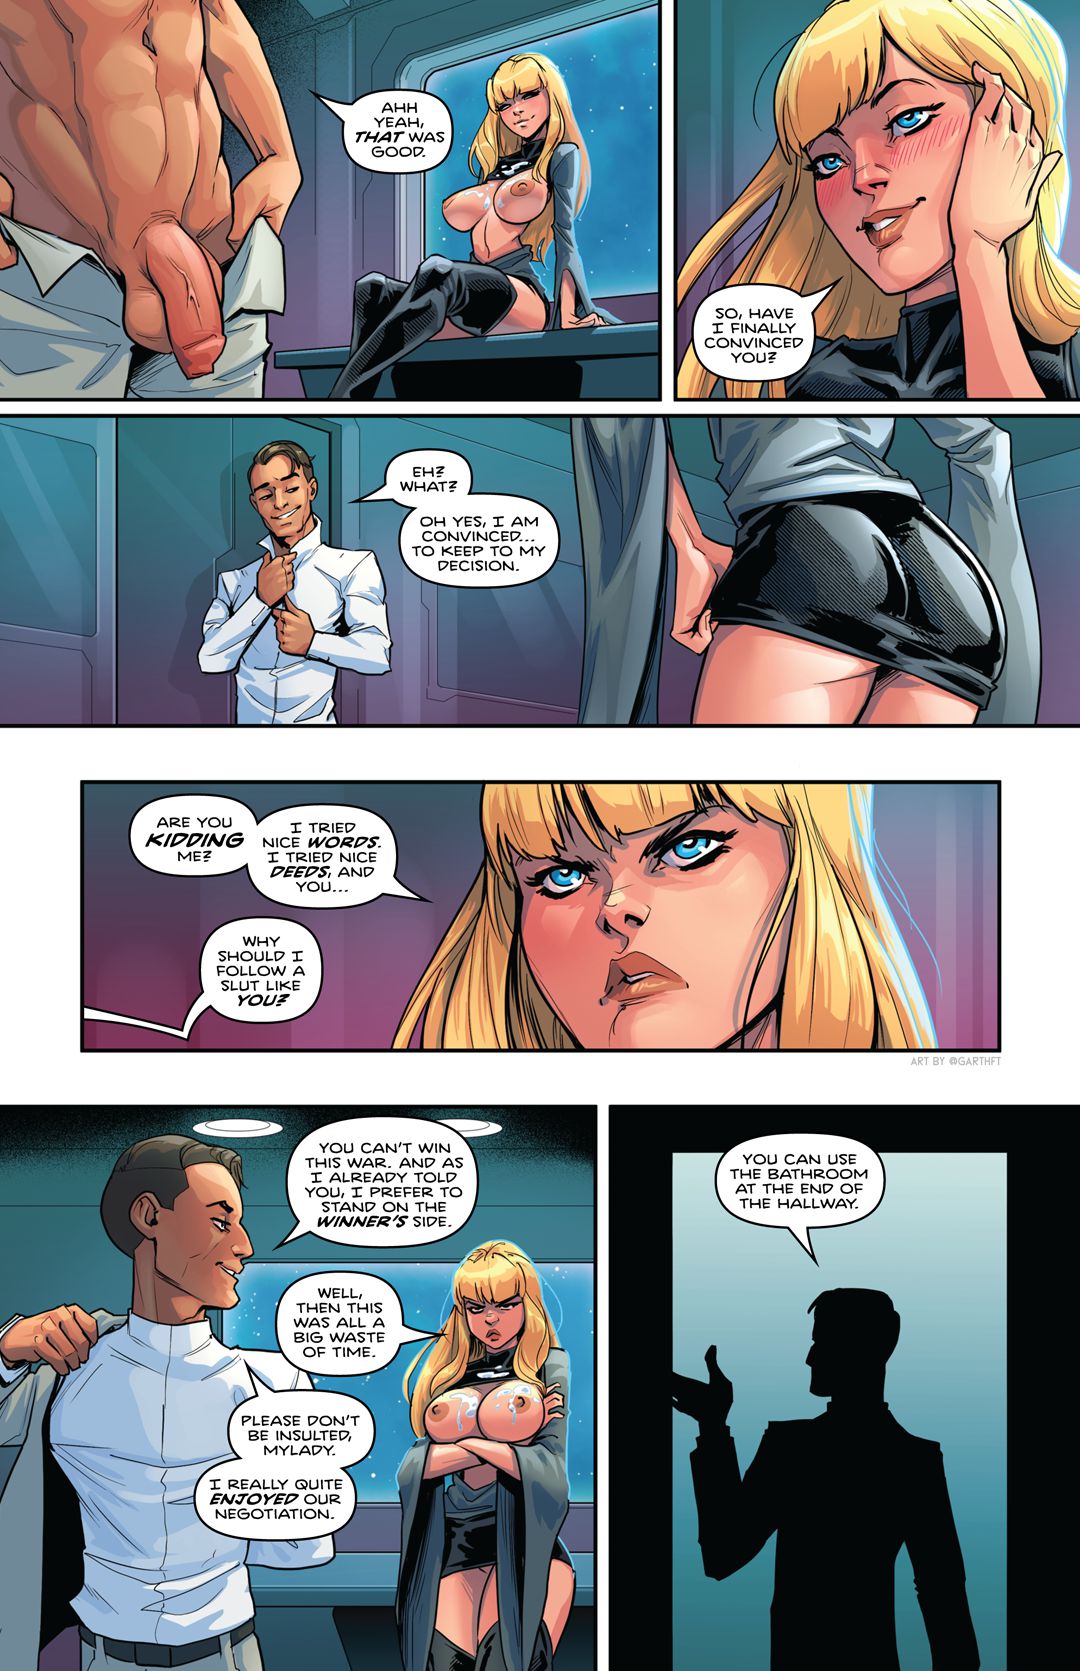 AHH
YEAH,
THAT WAS
GOOD.
SO, HAVE
I FINALLY
CONVINCED
YOU?
EH?
WHAT?
OH YES, I AM
CONVINCED...
TO KEEP TO MY
DECISION.
ARE YOU
KIDDING
ME?
I TRIED
NICE WORDS.
I TRIED NICE
DEEDS, AND
YOU...
WHY
SHOULD I
FOLLOW A
SLUT LIKE
YOU?
ART BY @GARTHFT
YOU CAN'T WIN
THIS WAR. AND AS
I ALREADY TOLD
YOU, I PREFER TO
STAND ON THE
WINNER'S SIDE.
WELL,
THEN THIS
WAS ALL A
BIG WASTE
OF TIME.
PLEASE DON'T
BE INSULTED,
MYLADY.
I REALLY QUITE
ENJOYED OUR
NEGOTIATION.
YOU CAN USE
THE BATHROOM
AT THE END OF
THE HALLWAY.